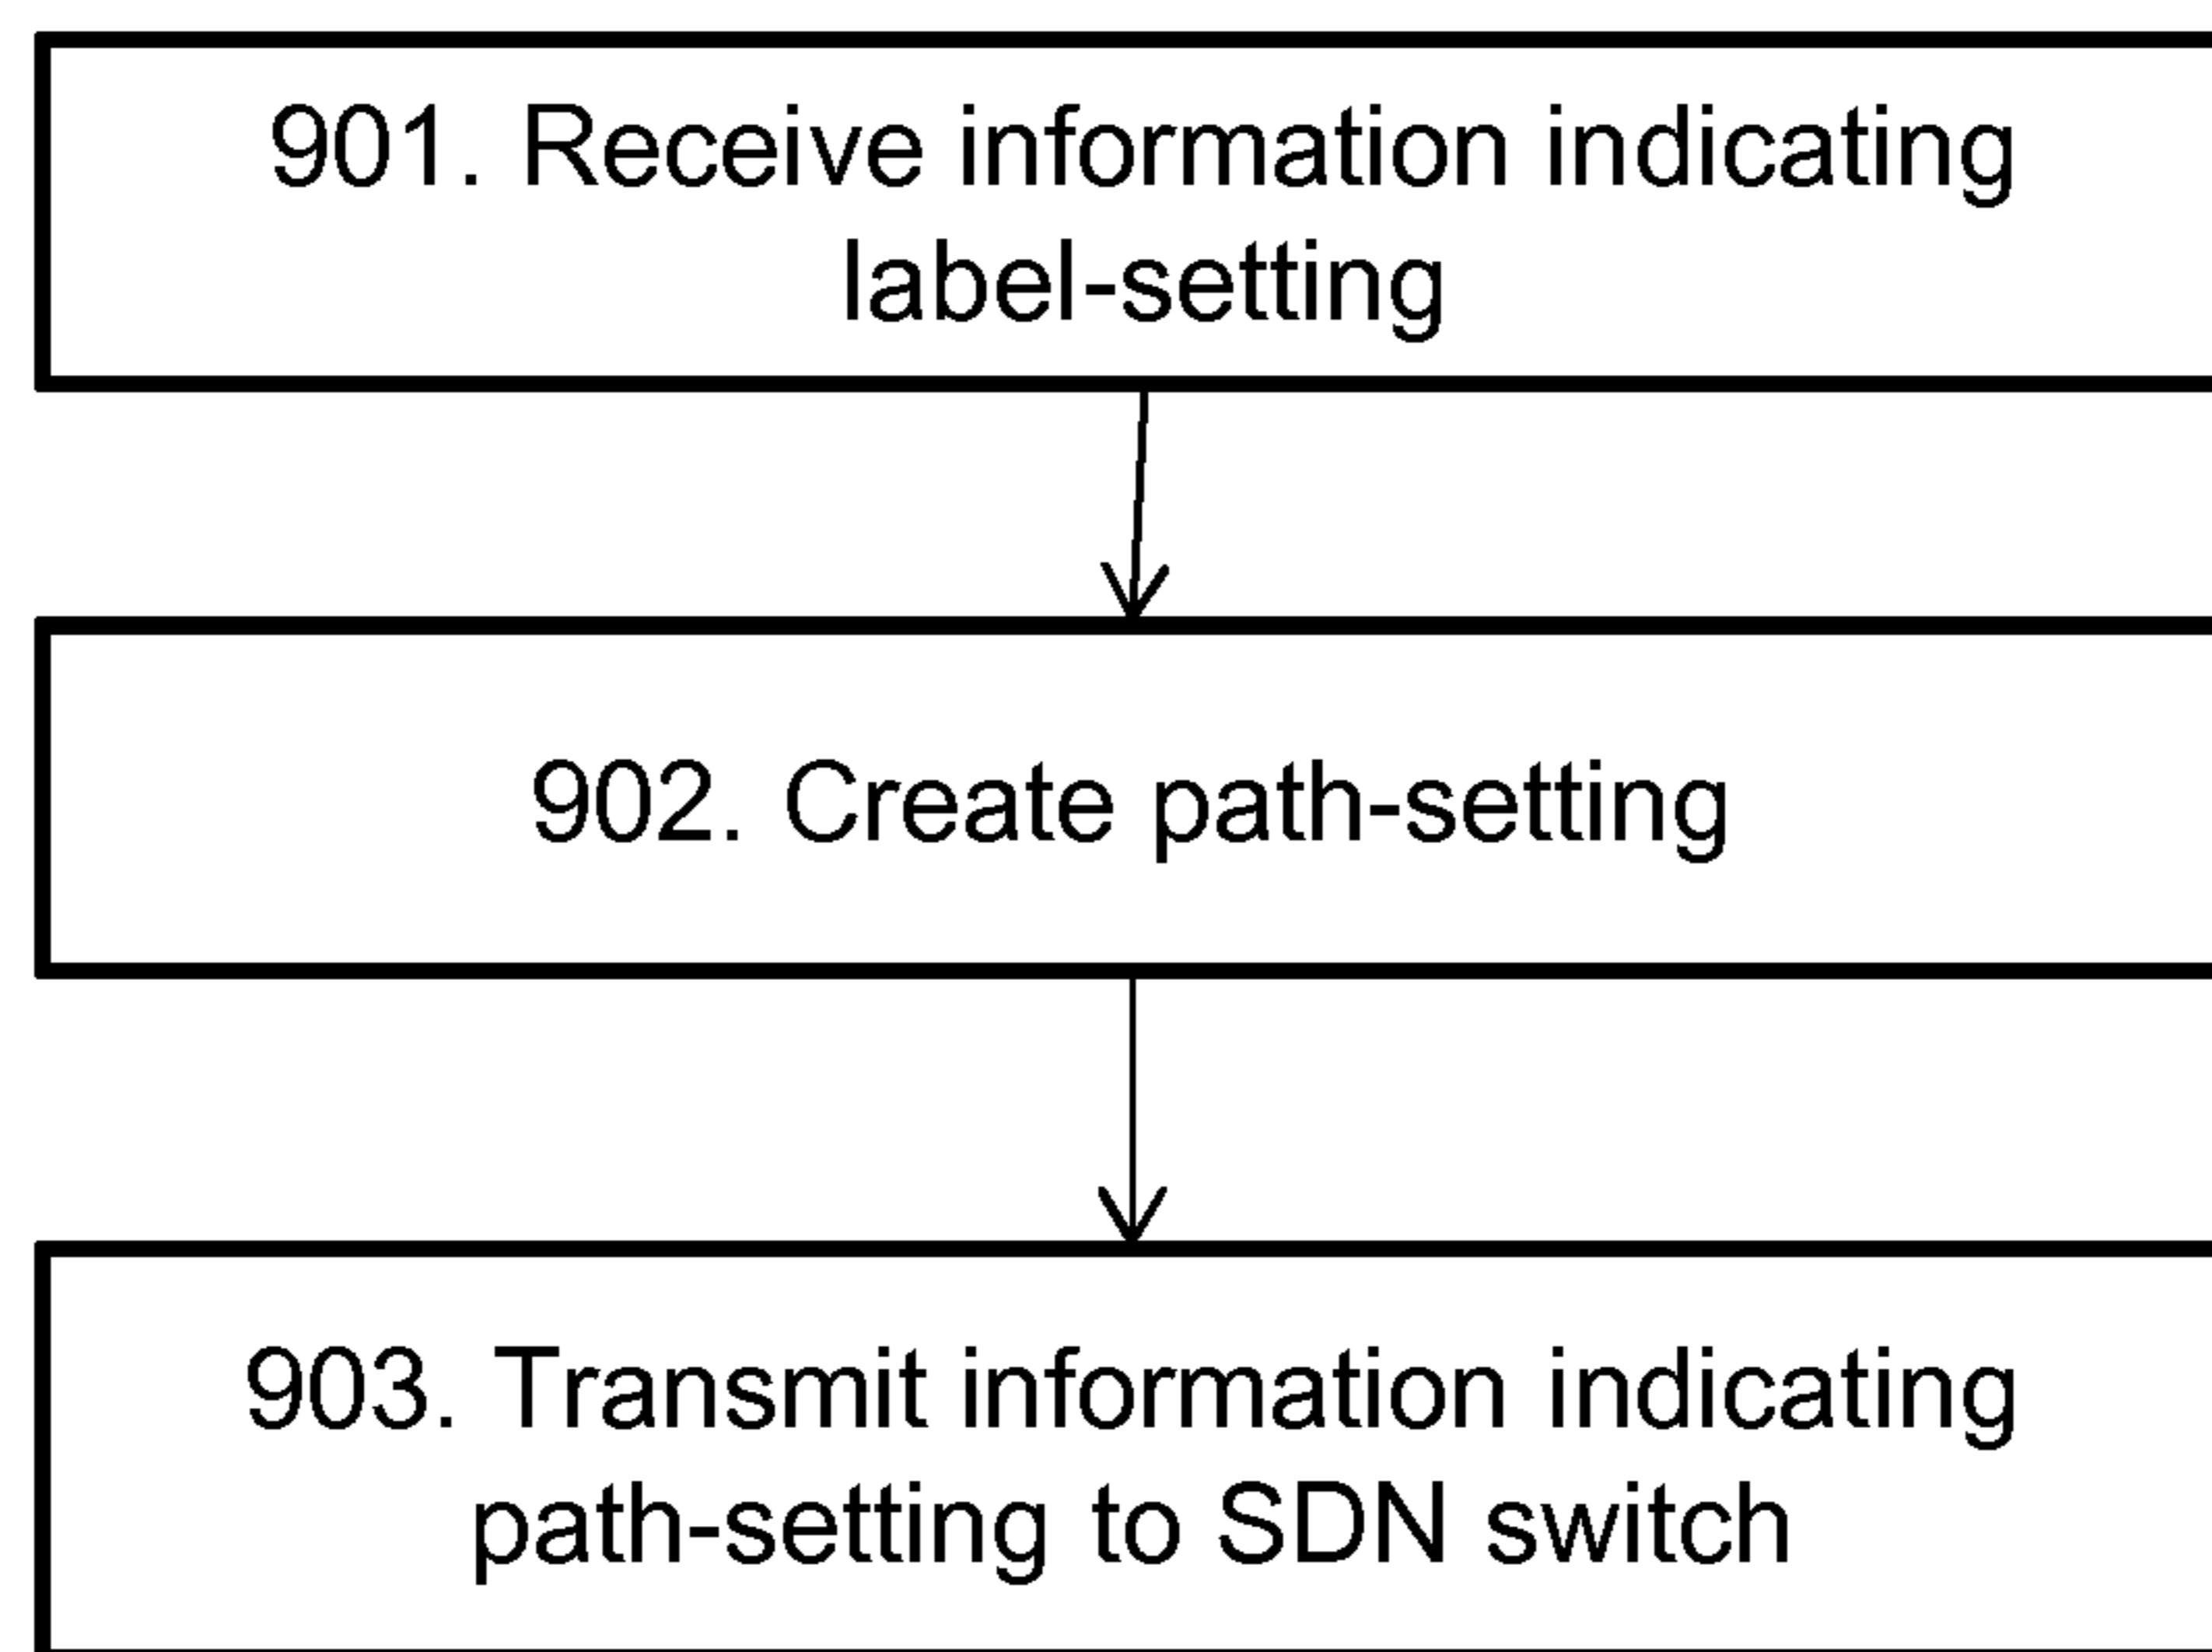 901. Receive information indicating
label-setting
902. Create path-setting
903. Transmit information indicating
path-setting to SDN switch